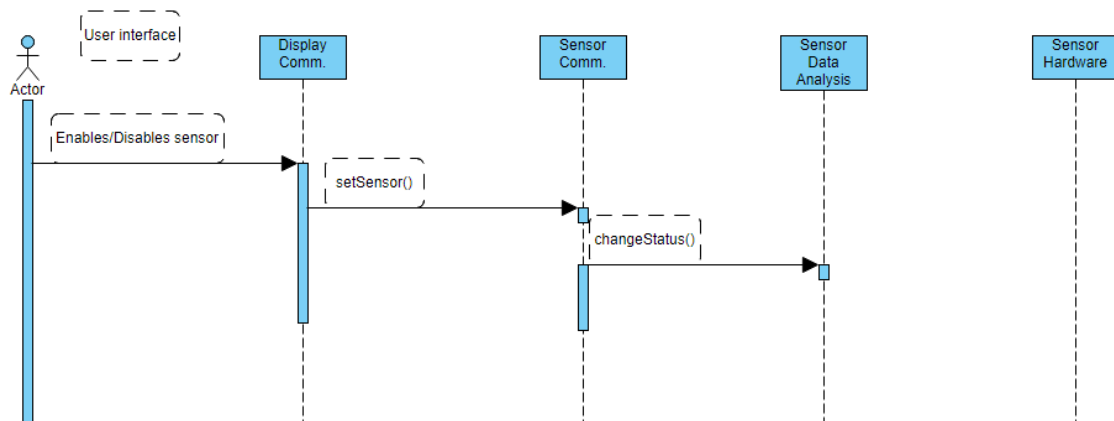 User interface
Actor
Display
Comm.
Sensor
Comm.
Sensor
Data
Analysis
Sensor
Hardware
Enables/Disables sensor
setSensor()
changeStatus()